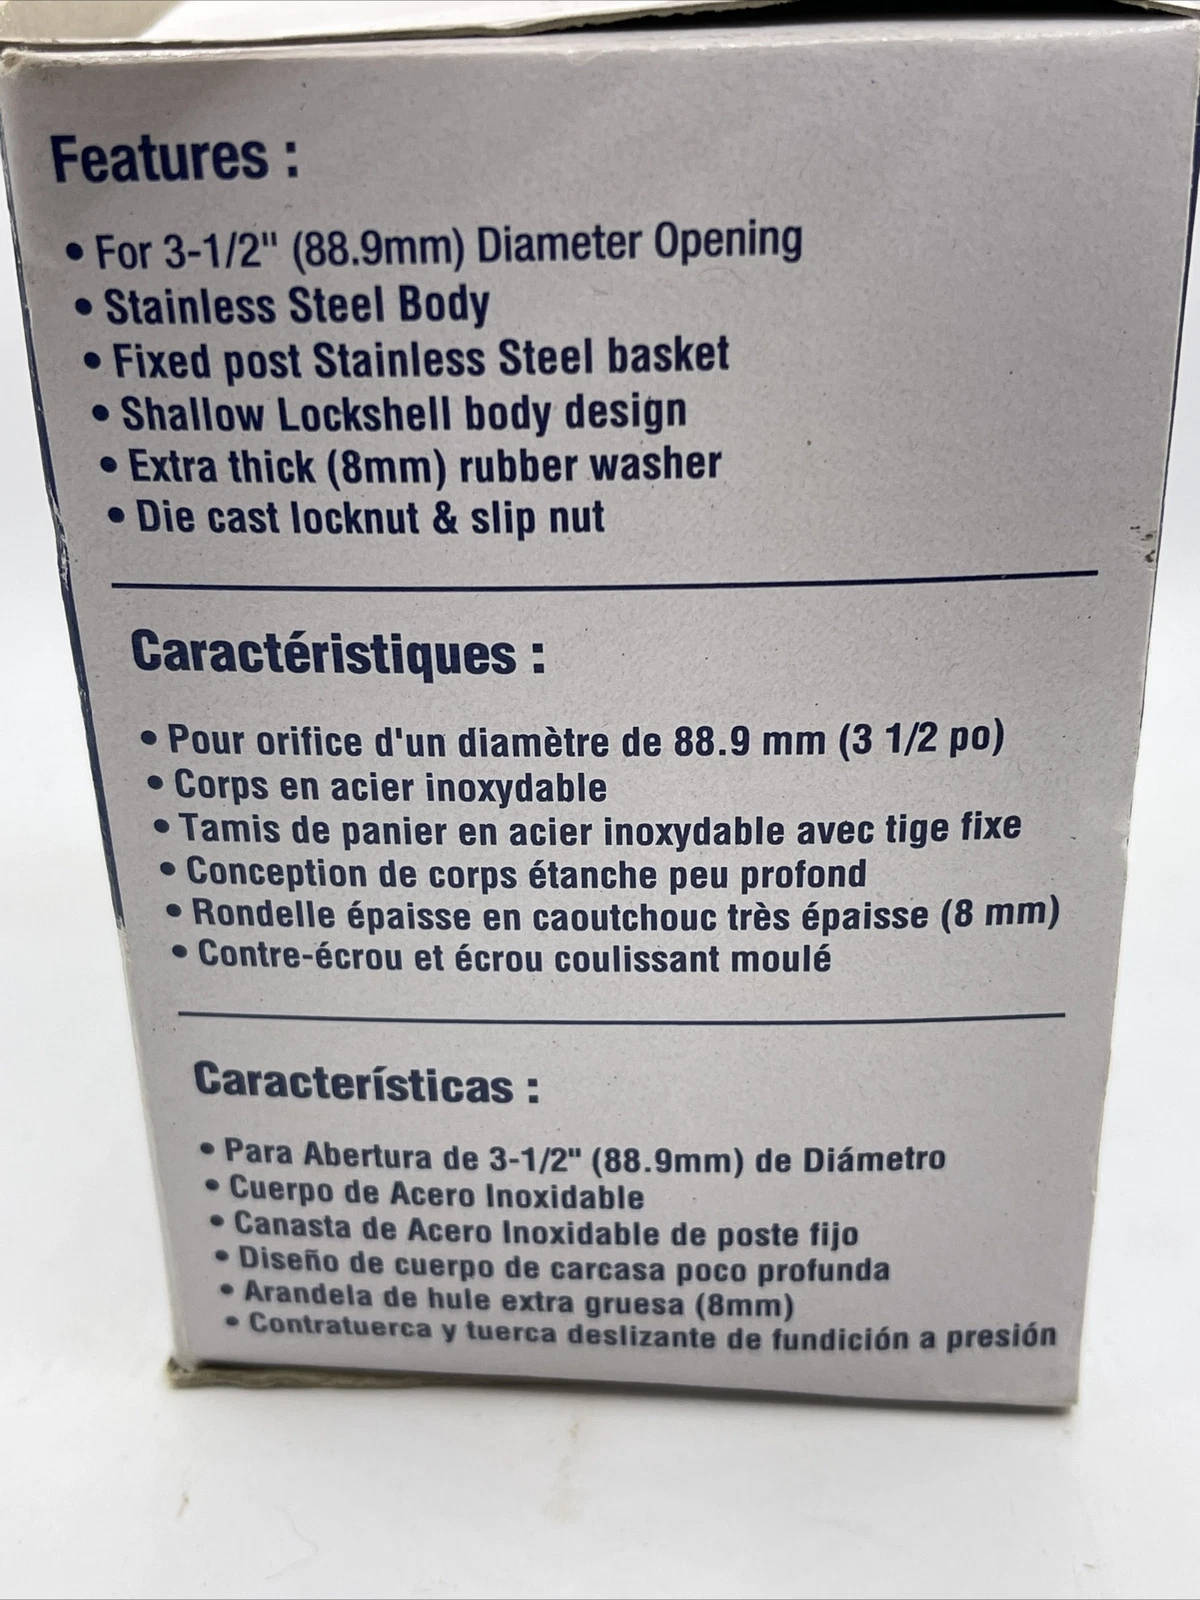 Features :
• For 3-1/2" (88.9mm) Diameter Opening
• Stainless Steel Body
• Fixed post Stainless Steel basket
• Shallow Lockshell body design
• Extra thick (8mm) rubber washer
• Die cast locknut & slip nut
Caractéristiques :
• Pour orifice d'un diamètre de 88.9 mm (3 1/2 po)
• Corps en acier inoxydable
• Tamis de panier en acier inoxydable avec tige fixe
• Conception de corps étanche peu profond
• Rondelle épaisse en caoutchouc très épaisse (8 mm)
• Contre-écrou et écrou coulissant moulé
Características :
• Para Abertura de 3-1/2" (88.9mm) de Diámetro
• Cuerpo de Acero Inoxidable
• Canasta de Acero Inoxidable de poste fijo
• Diseño de cuerpo de carcasa poco profunda
• Arandela de hule extra gruesa (8mm)
• Contratuerca y tuerca deslizante de fundición a presión